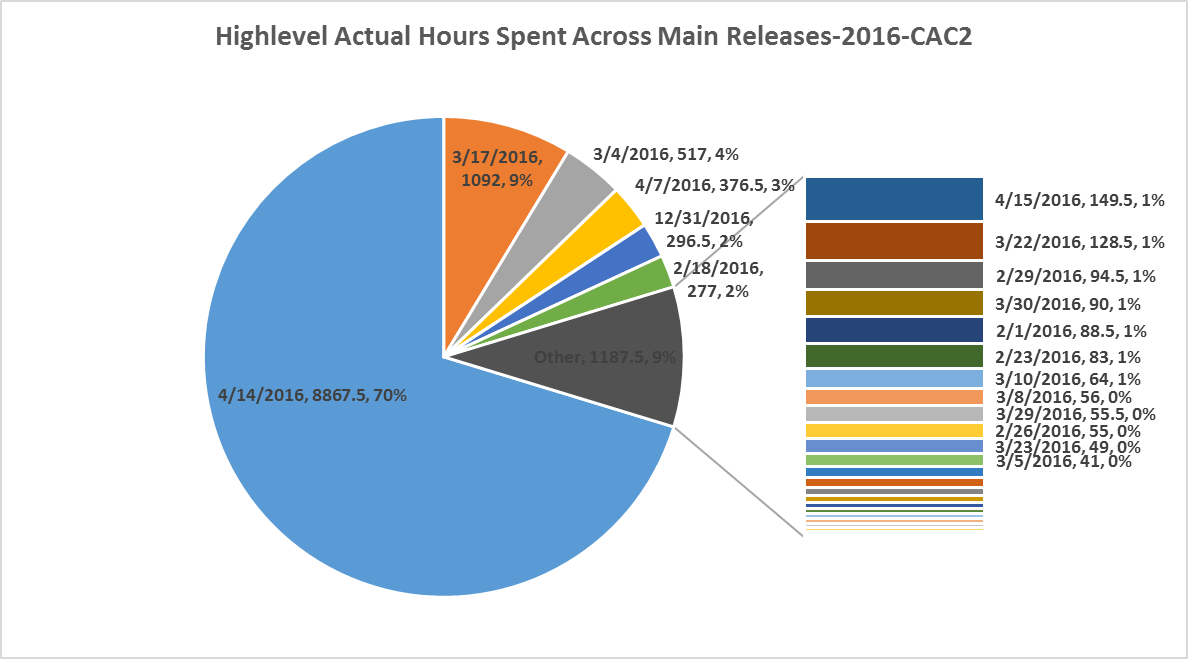 Highlevel Actual Hours Spent Across Main Releases-2016-CAC2
3/17/2016,
1092, 9%
3/4/2016, 517, 4%
4/7/2016, 376.5, 3%
12/31/2016,
296.5, 2%
2/18/2016,
277, 2%
Other, 1187.5, 9%
4/14/2016, 8867.5, 70%
4/15/2016, 149.5, 1%
3/22/2016, 128.5, 1%
2/29/2016, 94.5, 1%
3/30/2016, 90, 1%
2/1/2016, 88.5, 1%
2/23/2016, 83, 1%
3/10/2016, 64, 1%
3/8/2016, 56, 0%
3/29/2016, 55.5, 0%
2/26/2016, 55, 0%
3/23/2016, 49, 0%
3/5/2016, 41, 0%